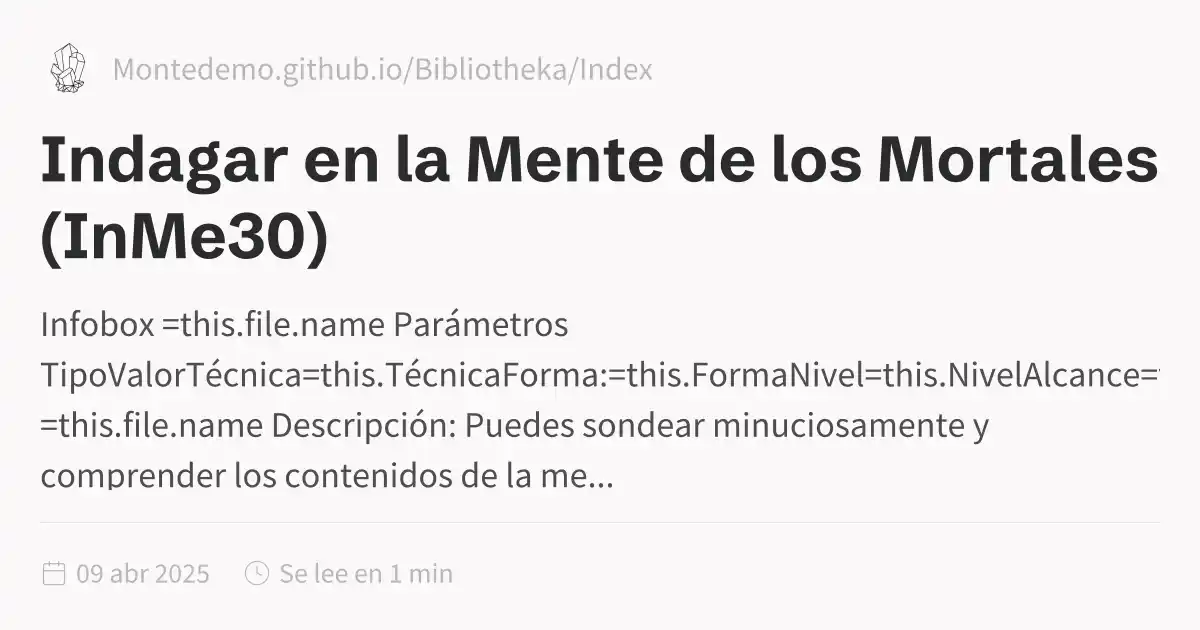 Montedemo.github.io/Bibliotheka/Index
Indagar en la Mente de los Mortales
(InMe30)
Infobox =this.file.name Parámetros
TipoValorTécnica=this.TécnicaForma:=this.FormaNivel=this.NivelAlcance=
=this.file.name Descripción: Puedes sondear minuciosamente y
comprender los contenidos de la me...
09 abr 2025
Se lee en 1 min